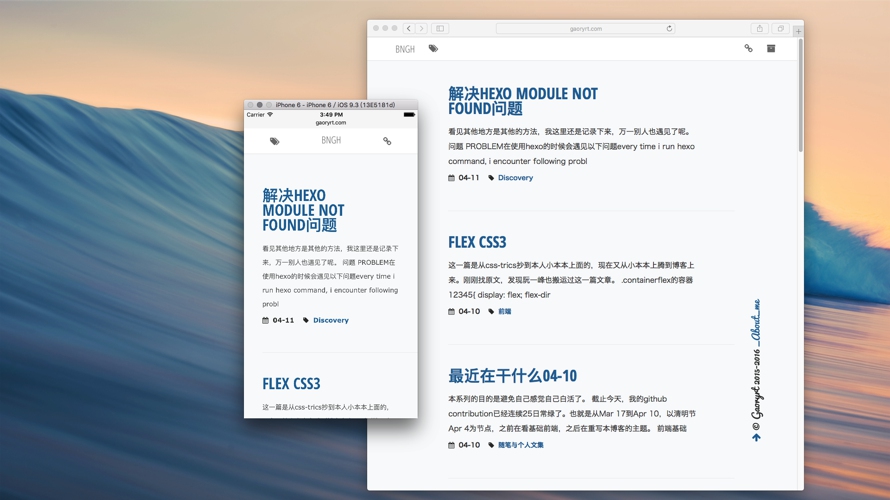 gaoryrt.com
BNGH
解决HEXO MODULE NOT
FOUND问题
看见其他地方是其他的方法，我这里还是记录下来，万一别人也遇见了呢。
问题 PROBLEM在使用hexo的时候会遇见以下问题every time i run hexo
command, i encounter following probl
04-11 Discovery
FLEX CSS3
这一篇是从css-trics抄到本人小本本上面的，现在又从小本本上腾到博客上
来。刚刚找原文，发现阮一峰也搬运过这一篇文章。 .containerflex的容器
12345{ display: flex; flex-dir
04-10 前端
最近在干什么04-10
本系列的目的是避免自己感觉自己白活了。 截止今天，我的github
contribution已经连续25日常绿了。也就是从Mar 17到Apr 10，以清明节
Apr 4为节点，之前在看基础前端，之后在重写本博客的主题。 前端基础
04-10 随笔与个人文集
© Gaoryrt 2015-2016 _About_me
iPhone 6 - iPhone 6 / iOS 9.3 (13E5181d)
Carrier 3:49 PM
gaoryrt.com
BNGH
解决HEXO
MODULE NOT
FOUND问题
看见其他地方是其他的方法，我这里还是记录下
来，万一别人也遇见了呢。 问题 PROBLEM在
使用hexo的时候会遇见以下问题every time i
run hexo command, i encounter following
probl
04-11 Discovery
FLEX CSS3
这一篇是从css-trics抄到本人小本本上面的，